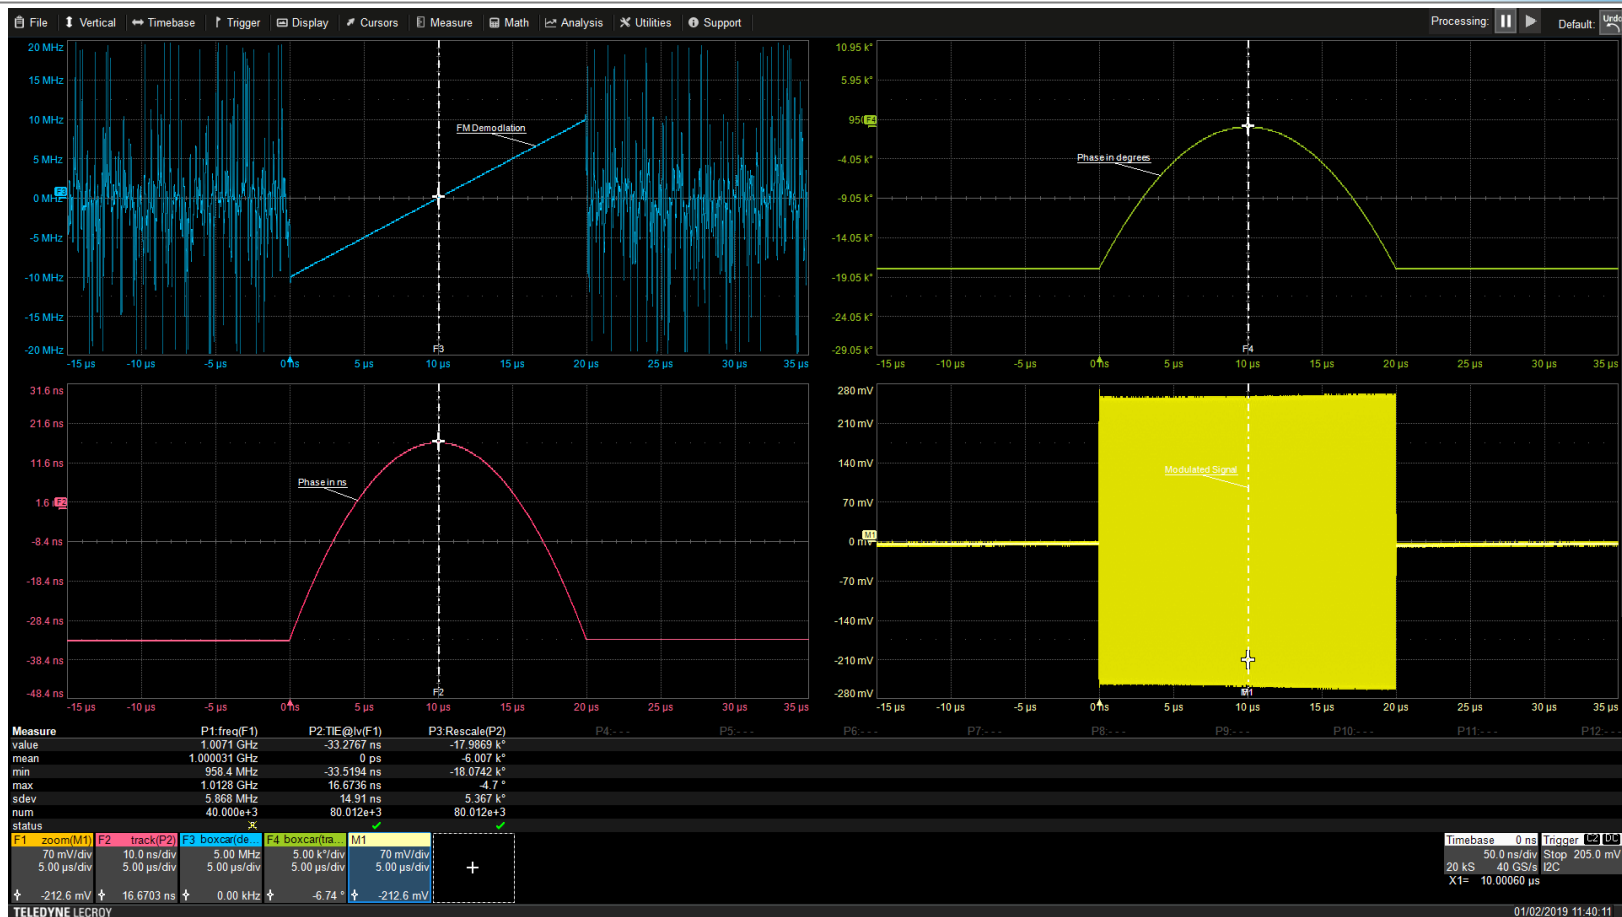 File Vertical Timebase Trigger Display Cursors Measure Math Analysis Utilities Support Processing: Default: Undo
20 MHz
15 MHz
10 MHz
5 MHz
0 MHz
-5 MHz
-10 MHz
-15 MHz
-20 MHz
F3
FM Demodlation
F3
-15 µs -10 µs -5 µs 0 ns 5 µs 10 µs 15 µs 20 µs 25 µs 30 µs 35 µs
10.95 k°
5.95 k°
950 F4
-4.05 k°
-9.05 k°
-14.05 k°
-19.05 k°
-24.05 k°
-29.05 k°
Phase in degrees
F4
-15 µs -10 µs -5 µs 0 ns 5 µs 10 µs 15 µs 20 µs 25 µs 30 µs 35 µs
31.6 ns
21.6 ns
11.6 ns
1.6 F2
-8.4 ns
-18.4 ns
-28.4 ns
-38.4 ns
-48.4 ns
Phase in ns
F2
-15 µs -10 µs -5 µs 0 ns 5 µs 10 µs 15 µs 20 µs 25 µs 30 µs 35 µs
280 mV
210 mV
140 mV
70 mV
M1
0 mV
-70 mV
-140 mV
-210 mV
-280 mV
Modulated Signal
M1
-15 µs -10 µs -5 µs 0 ns 5 µs 10 µs 15 µs 20 µs 25 µs 30 µs 35 µs
Measure P1:freq(F1) P2:TIE@lv(F1) P3:Rescale(P2) P4:- - - P5:- - - P6:- - - P7:- - - P8:- - - P9:- - - P10:- - - P11:- - - P12:- - -
value 1.0071 GHz -33.2767 ns -17.9869 k°
mean 1.000031 GHz 0 ps -6.007 k°
min 958.4 MHz -33.5194 ns -18.0742 k°
max 1.0128 GHz 16.6736 ns -4.7 °
sdev 5.868 MHz 14.91 ns 5.367 k°
num 40.000e+3 80.012e+3 80.012e+3
status
F1 zoom(M1) F2 track(P2) F3 boxcar(de... F4 boxcar(tra... M1
70 mV/div 10.0 ns/div 5.00 MHz 5.00 k°/div 70 mV/div
5.00 µs/div 5.00 µs/div 5.00 µs/div 5.00 µs/div 5.00 µs/div
+
-212.6 mV 16.6703 ns 0.00 kHz -6.74 ° -212.6 mV
Timebase 0 ns Trigger C2 DC
50.0 ns/div Stop 205.0 mV
20 kS 40 GS/s I2C
X1= 10.00060 µs
TELEDYNE LECROY 01/02/2019 11:40:11